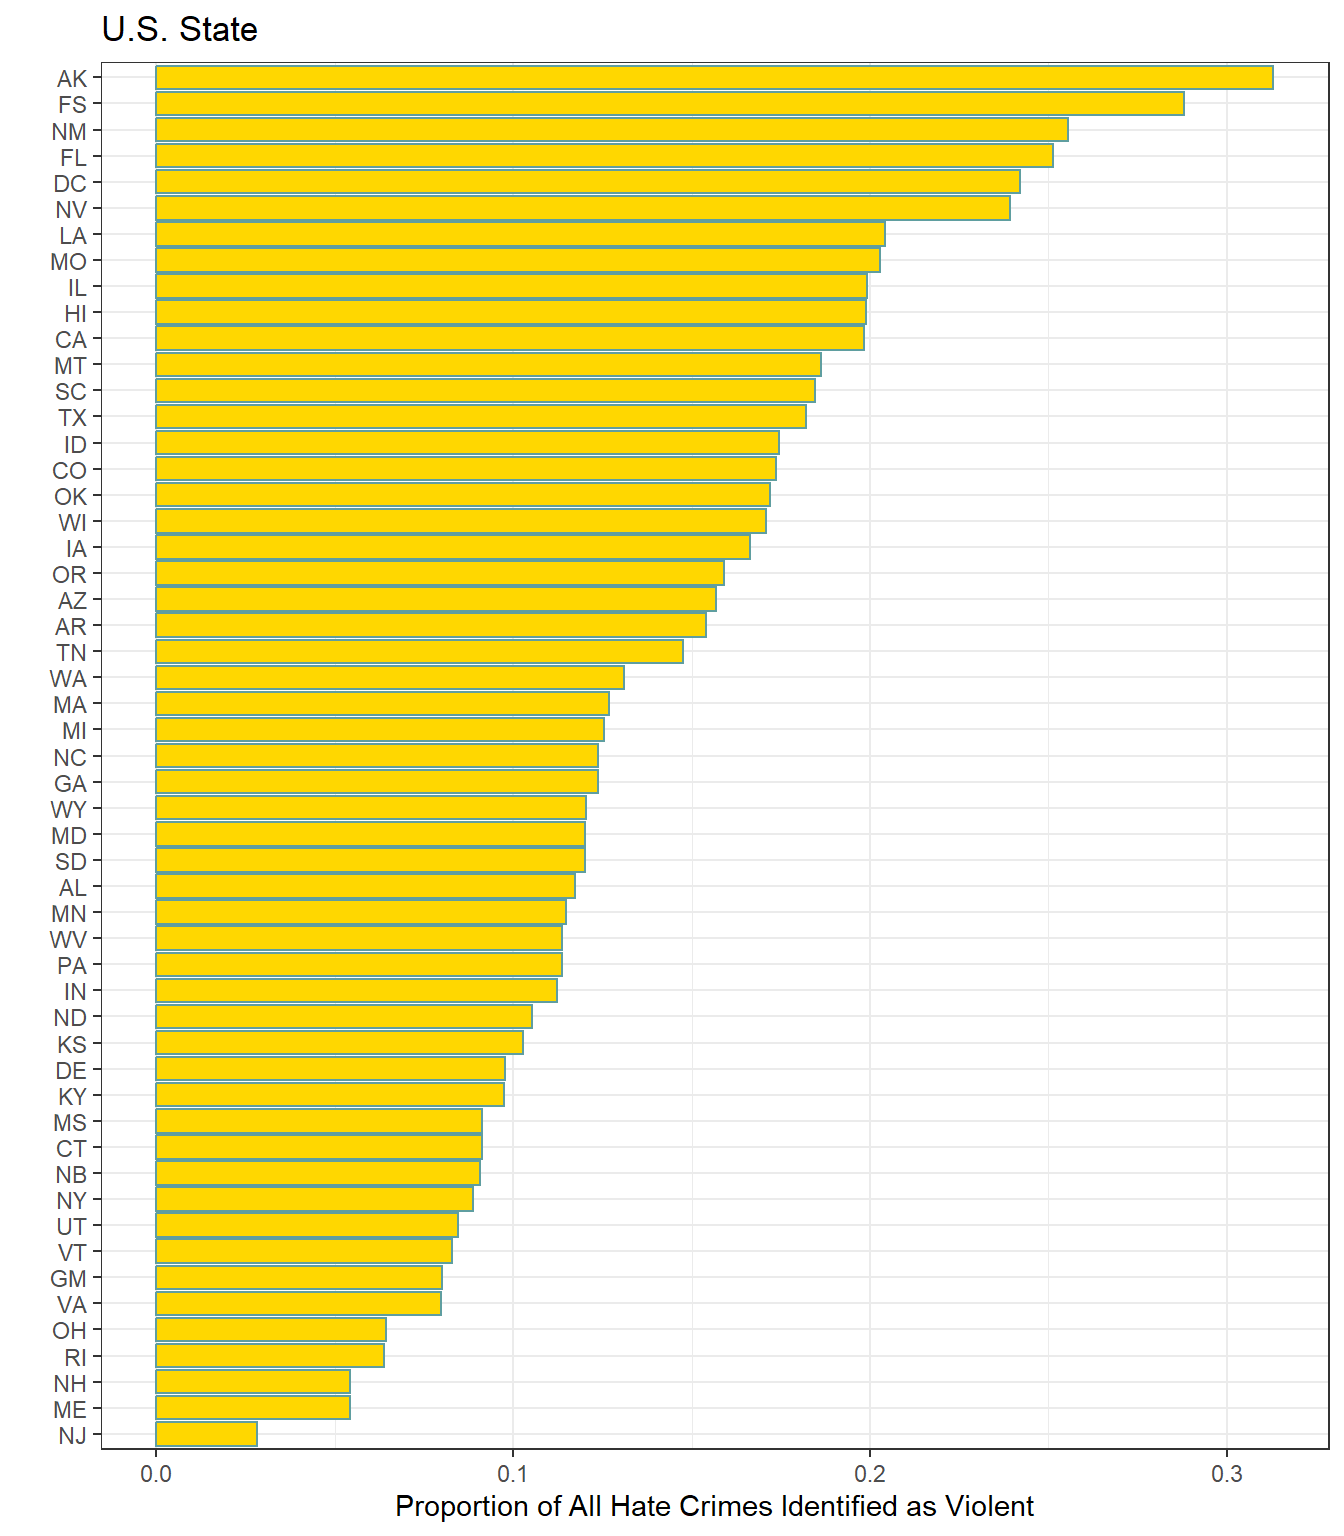 U.S. State
AK
FS
NM
FL
DC
NV
LA
MO
IL
HI
CA
MT
SC
TX
ID
CO
OK
WI
IA
OR
AZ
AR
TN
WA
MA
MI
NC
GA
WY
MD
SD
AL
MN
WV
PA
IN
ND
KS
DE
KY
MS
CT
NB
NY
UT
VT
GM
VA
OH
RI
NH
ME
NJ
0.0 0.1 0.2 0.3
Proportion of All Hate Crimes Identified as Violent